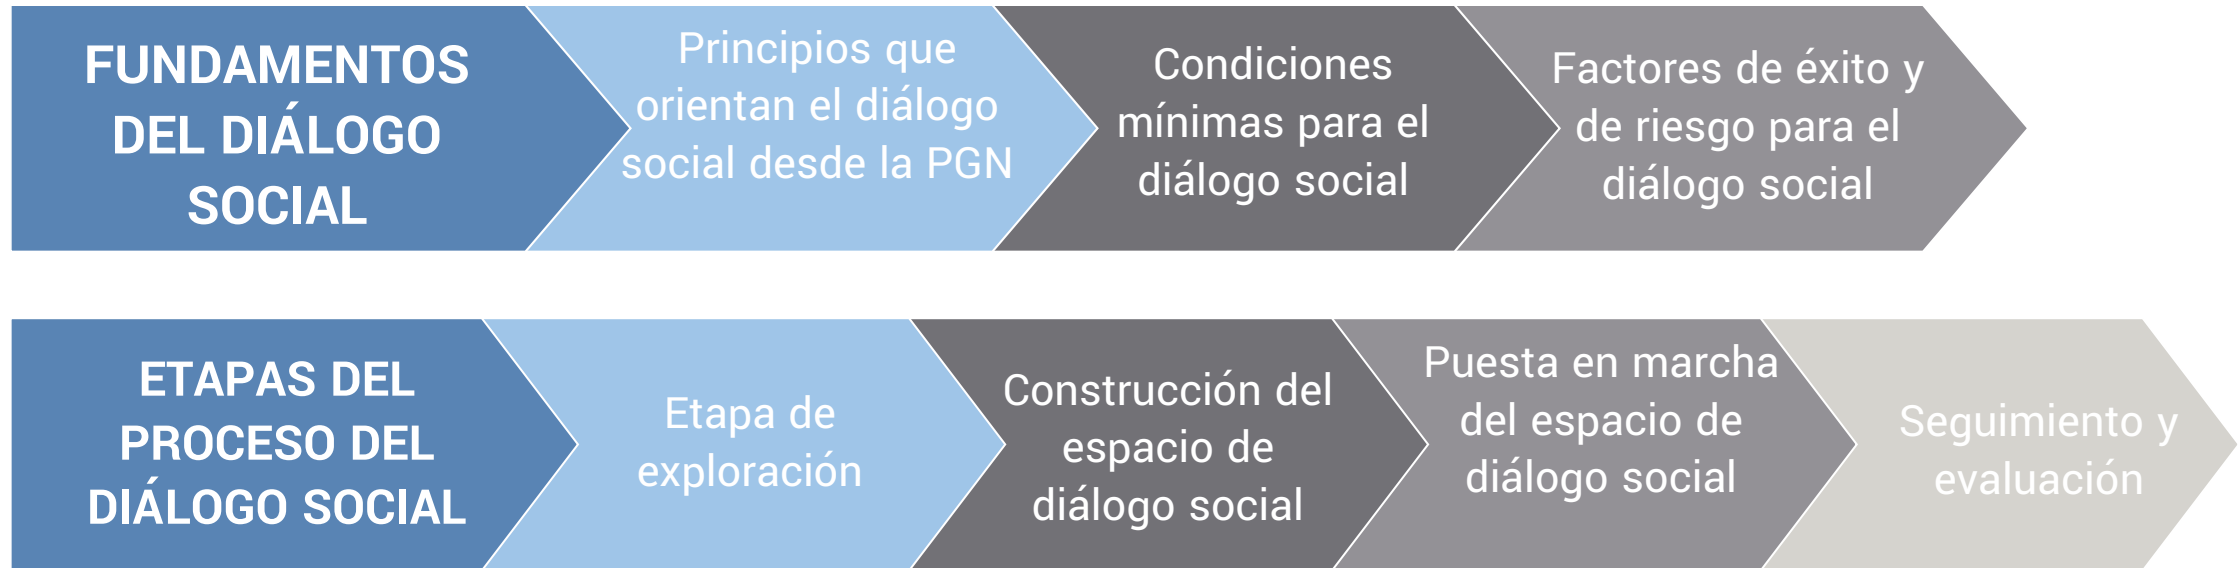 FUNDAMENTOS
DEL DIÁLOGO
SOCIAL
Principios que
orientan el diálogo
social desde la PGN
Condiciones
mínimas para el
diálogo social
Factores de éxito y
de riesgo para el
diálogo social
ETAPAS DEL
PROCESO DEL
DIÁLOGO SOCIAL
Etapa de
exploración
Construcción del
espacio de
diálogo social
Puesta en marcha
del espacio de
diálogo social
Seguimiento y
evaluación